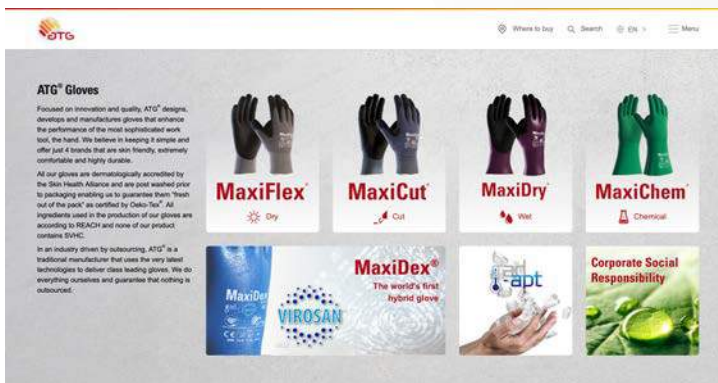 ATG
Where to buy
Search
EN >
Menu
ATG® Gloves
Focused on innovation and quality, ATG® designs,
develops and manufactures gloves that enhance
the performance of the most sophisticated work
tool, the hand. We believe in keeping it simple and
offer just 4 brands that are skin friendly, extremely
comfortable and highly durable.
All our gloves are dermatologically accredited by
the Skin Health Alliance and are post washed prior
to packaging enabling us to guarantee them "fresh
out of the pack" as certified by Oeko-Tex®. All
ingredients used in the production of our gloves are
according to REACH and none of our product
contains SVHC.
In an industry driven by outsourcing, ATG® is a
traditional manufacturer that uses the very latest
technologies to deliver class leading gloves. We do
everything ourselves and guarantee that nothing is
outsourced.
MaxiFlex®
Dry
MaxiCut®
Cut
MaxiDry®
Wet
MaxiChem®
Chemical
MaxiDex
VIROSAN
MaxiDex®
The world's first
hybrid glove
apt
Corporate Social
Responsibility